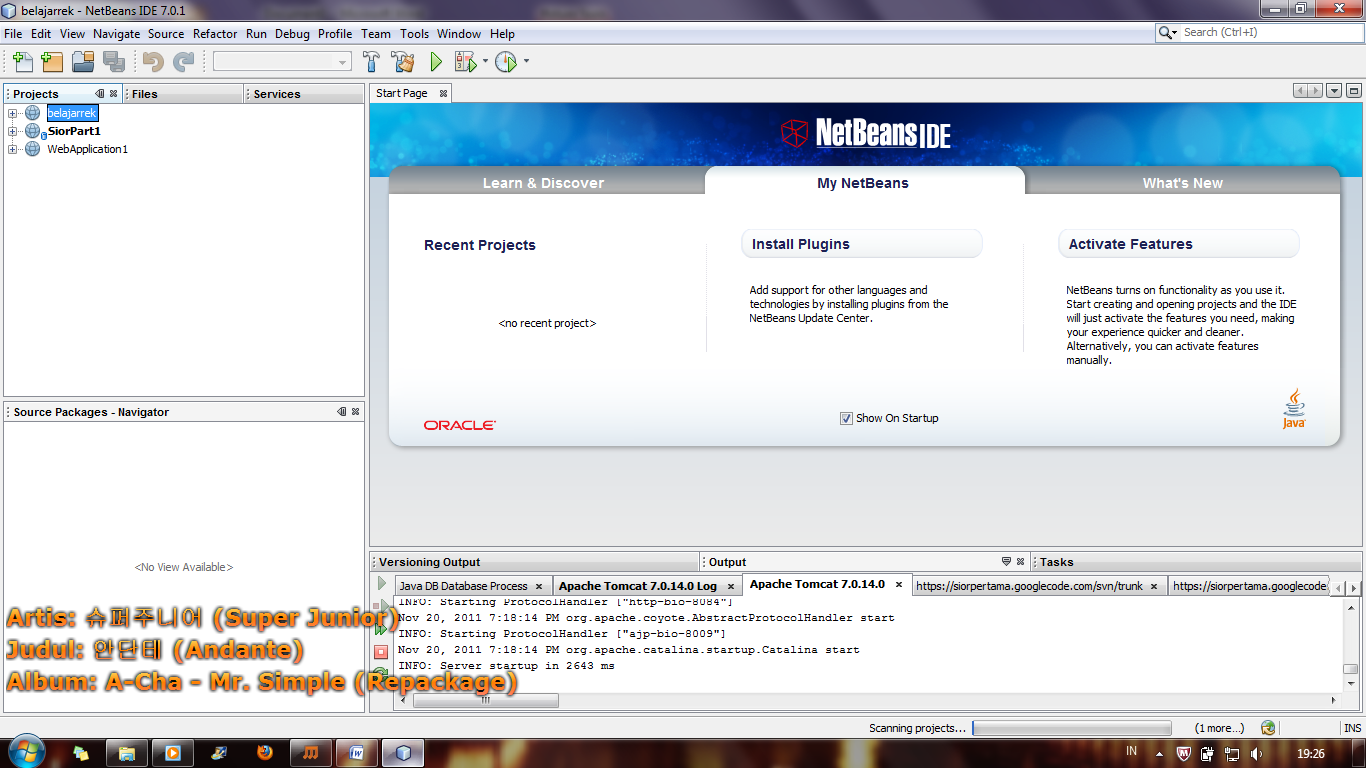 belajarrek - NetBeans IDE 7.0.1
File Edit View Navigate Source Refactor Run Debug Profile Team Tools Window Help
Search (Ctrl+I)
Projects
Files
Services
Start Page
belajarrek
SiorPart1
WebApplication1
NetBeans IDE
Learn & Discover
My NetBeans
What's New
Recent Projects
<no recent project>
Install Plugins
Add support for other languages and
technologies by installing plugins from the
NetBeans Update Center.
Activate Features
NetBeans turns on functionality as you use it.
Start creating and opening projects and the IDE
will just activate the features you need, making
your experience quicker and cleaner.
Alternatively, you can activate features
manually.
ORACLE
Show On Startup
Java
Source Packages - Navigator
<No View Available>
Versioning Output
Output
Tasks
Java DB Database Process
Apache Tomcat 7.0.14.0 Log
Apache Tomcat 7.0.14.0
https://siorpertama.googlecode.com/svn/trunk
https://siorpertama.googlecode
INFO: Starting ProtocolHandler ["http-bio-8084"]
Nov 20, 2011 7:18:14 PM org.apache.coyote.AbstractProtocolHandler start
INFO: Starting ProtocolHandler ["ajp-bio-8009"]
Nov 20, 2011 7:18:14 PM org.apache.catalina.startup.Catalina start
INFO: Server startup in 2643 ms
Artis: 슈퍼주니어 (Super Junior)
Judul: 안단테 (Andante)
Album: A-Cha - Mr. Simple (Repackage)
Scanning projects...
(1 more...)
INS
IN
19:26